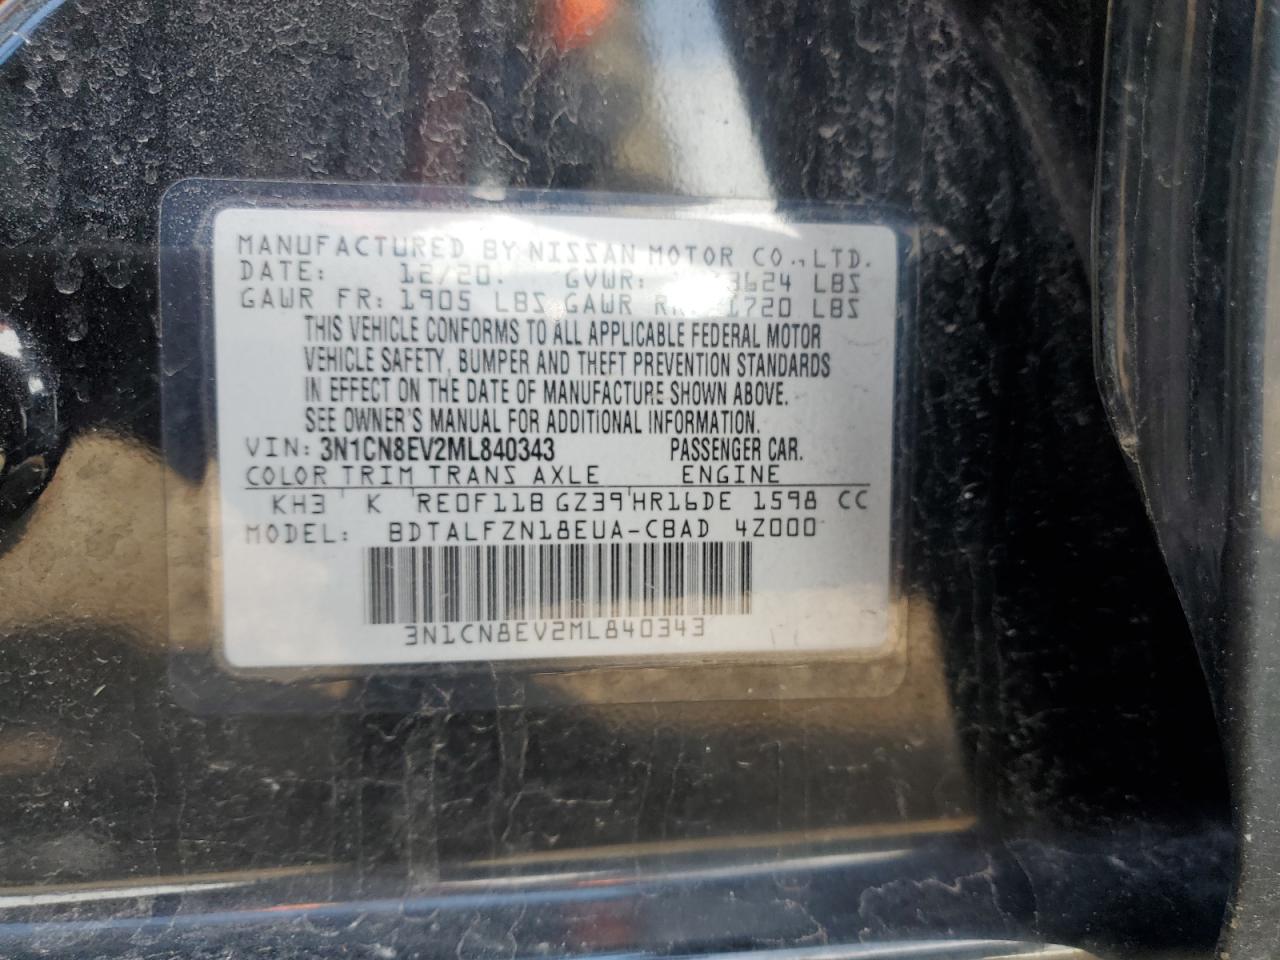 MANUFACTURED BY NISSAN MOTOR CO.,LTD.
DATE: 12/20. GVWR: 3624 LBS
GAWR FR: 1905 LBS GAWR RR: 1720 LBS
THIS VEHICLE CONFORMS TO ALL APPLICABLE FEDERAL MOTOR
VEHICLE SAFETY, BUMPER AND THEFT PREVENTION STANDARDS
IN EFFECT ON THE DATE OF MANUFACTURE SHOWN ABOVE.
SEE OWNER'S MANUAL FOR ADDITIONAL INFORMATION.
VIN: 3N1CN8EV2ML840343 PASSENGER CAR.
COLOR TRIM TRANS AXLE ENGINE
KH3 K RE0F11B GZ39 HR16DE 1598 CC
MODEL: BDTALFZN18EUA-CBAD 4Z000
3N1CN8EV2ML840343